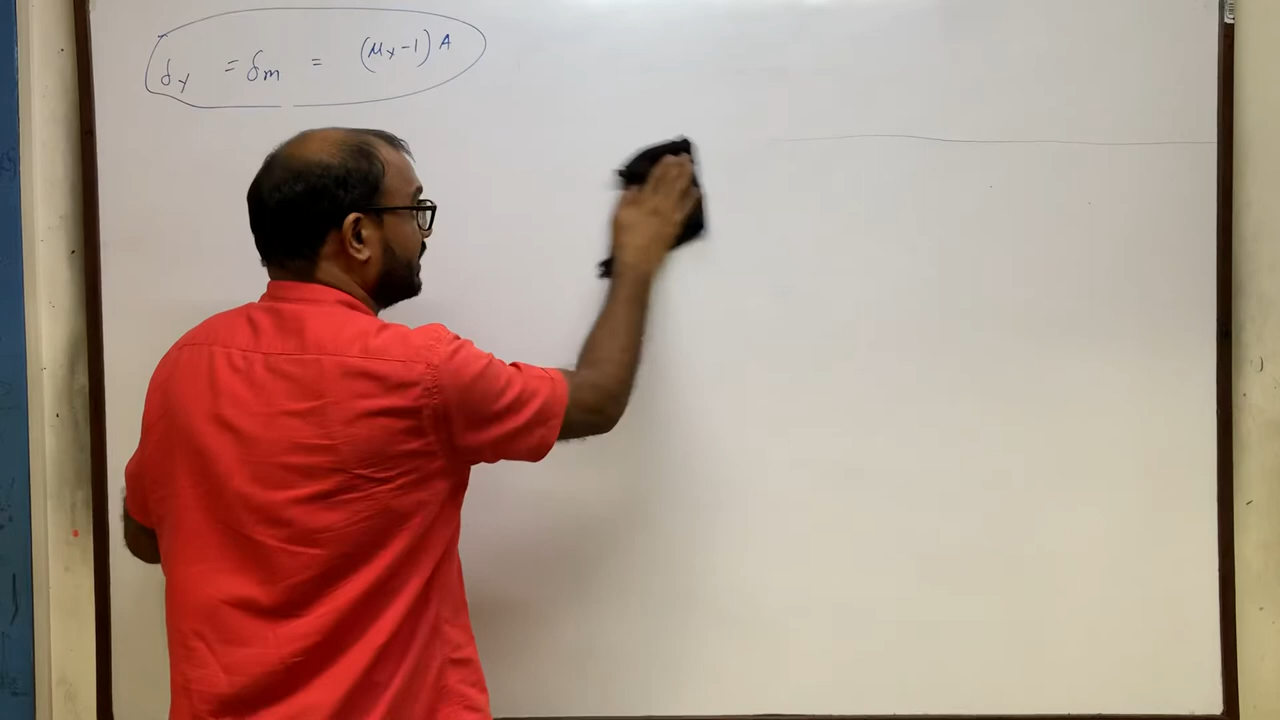 δy = δm = (μy-1) A